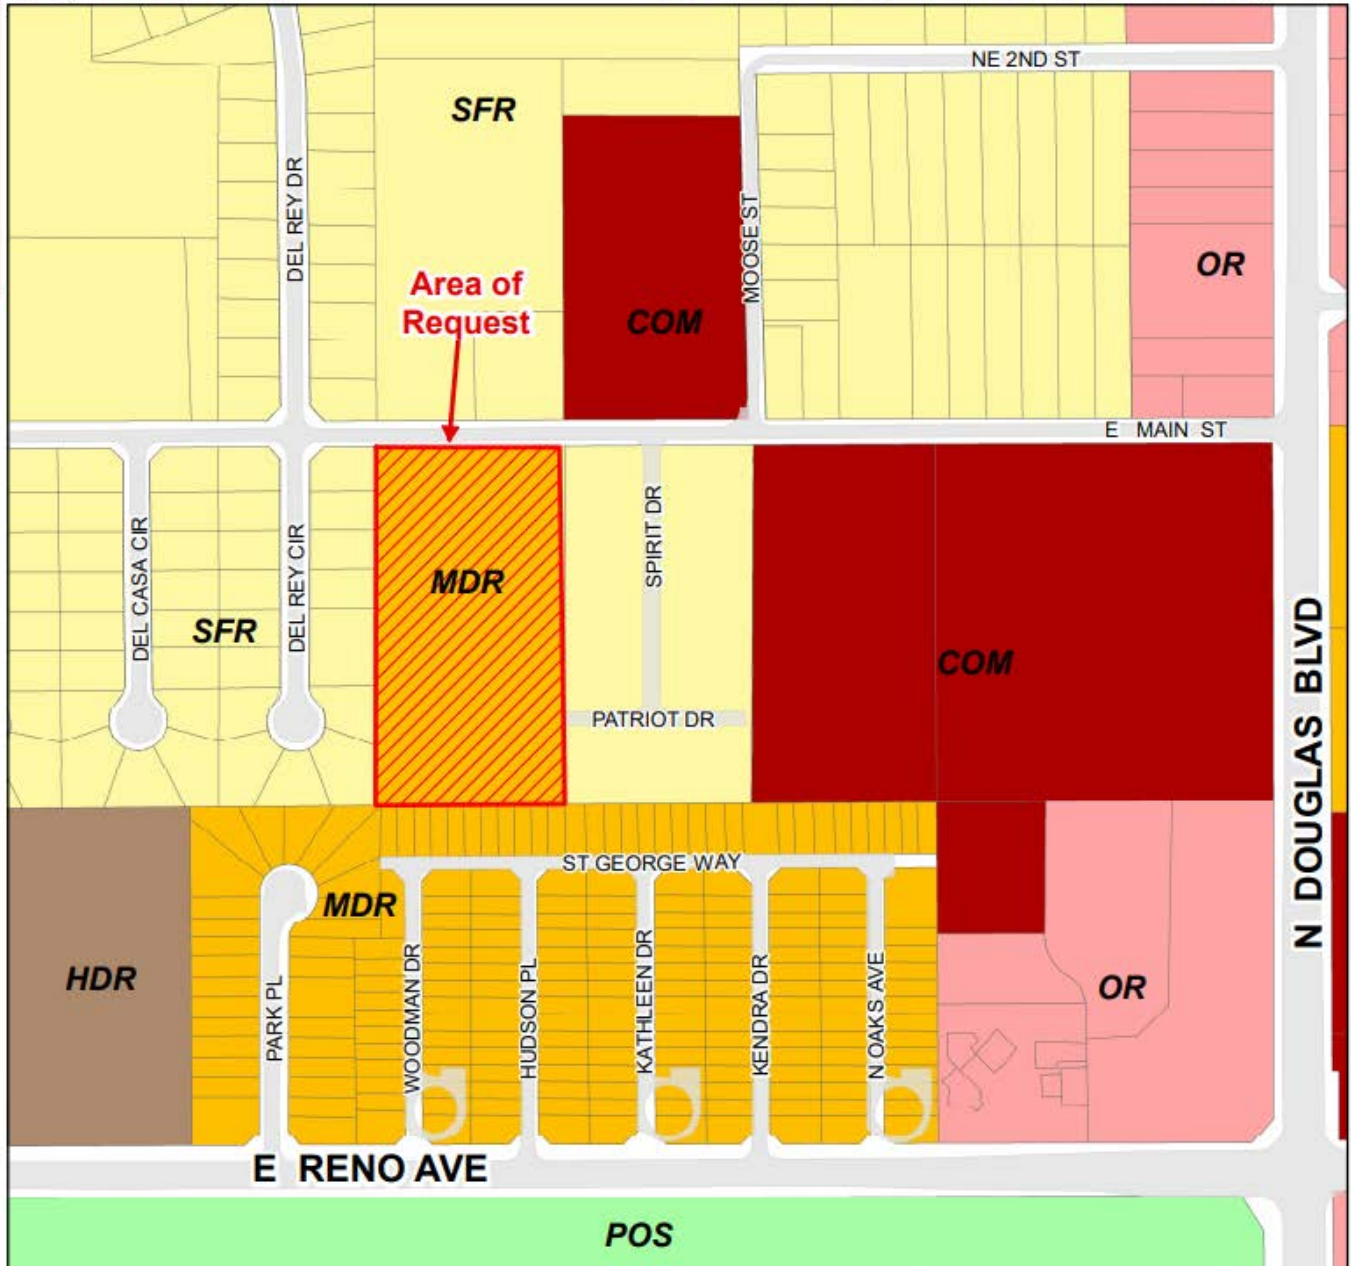 NE 2ND ST
SFR
DEL REY DR
MOOSE ST
OR
Area of
Request
COM
E MAIN ST
DEL CASA CIR
DEL REY CIR
SFR
MDR
SPIRIT DR
PATRIOT DR
COM
N DOUGLAS BLVD
ST GEORGE WAY
MDR
HDR
PARK PL
WOODMAN DR
HUDSON PL
KATHLEEN DR
KENDRA DR
N OAKS AVE
OR
E RENO AVE
POS